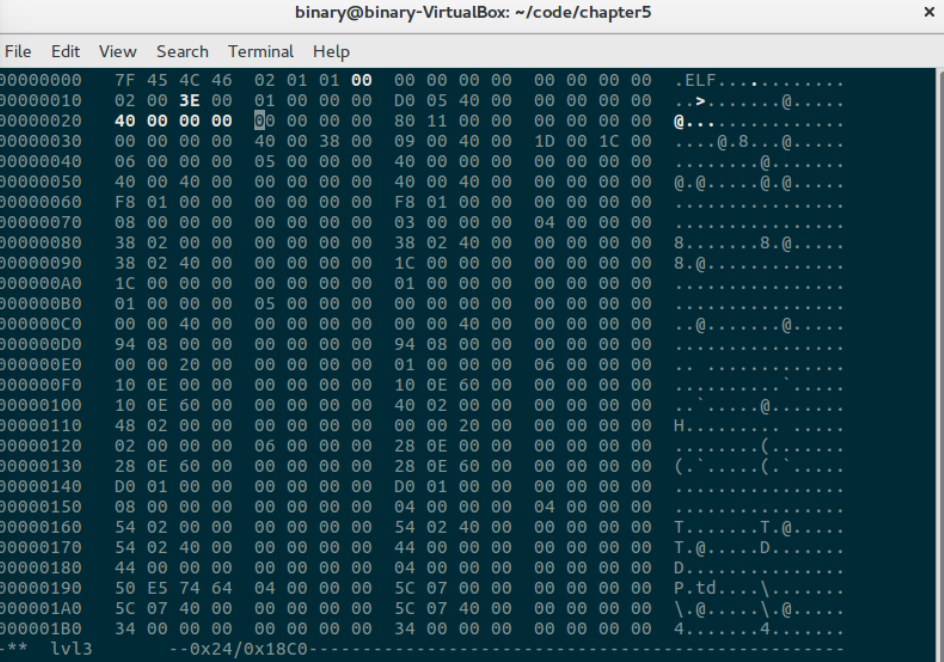 binary@binary-VirtualBox: ~/code/chapter5 ×
File Edit View Search Terminal Help
00000000 7F 45 4C 46 02 01 01 00 00 00 00 00 00 00 00 00 .ELF............
00000010 02 00 3E 00 01 00 00 00 D0 05 40 00 00 00 00 00 ..>.......@.....
00000020 40 00 00 00 00 00 00 00 80 11 00 00 00 00 00 00 @...............
00000030 00 00 00 00 40 00 38 00 09 00 40 00 1D 00 1C 00 ....@.8...@.....
00000040 06 00 00 00 05 00 00 00 40 00 00 00 00 00 00 00 ........@.......
00000050 40 00 40 00 00 00 00 00 40 00 40 00 00 00 00 00 @.@.....@.@.....
00000060 F8 01 00 00 00 00 00 00 F8 01 00 00 00 00 00 00 ................
00000070 08 00 00 00 00 00 00 00 03 00 00 00 04 00 00 00 ................
00000080 38 02 00 00 00 00 00 00 38 02 40 00 00 00 00 00 8.......8.@.....
00000090 38 02 40 00 00 00 00 00 1C 00 00 00 00 00 00 00 8.@.............
000000A0 1C 00 00 00 00 00 00 00 01 00 00 00 00 00 00 00 ................
000000B0 01 00 00 00 05 00 00 00 00 00 00 00 00 00 00 00 ................
000000C0 00 00 40 00 00 00 00 00 00 00 40 00 00 00 00 00 ..@.......@.....
000000D0 94 08 00 00 00 00 00 00 94 08 00 00 00 00 00 00 ................
000000E0 00 00 20 00 00 00 00 00 01 00 00 00 06 00 00 00 .. .............
000000F0 10 0E 00 00 00 00 00 00 10 0E 60 00 00 00 00 00 ..........`.....
00000100 10 0E 60 00 00 00 00 00 40 02 00 00 00 00 00 00 ..`.....@.......
00000110 48 02 00 00 00 00 00 00 00 00 20 00 00 00 00 00 H......... .....
00000120 02 00 00 00 06 00 00 00 28 0E 00 00 00 00 00 00 ........(.......
00000130 28 0E 60 00 00 00 00 00 28 0E 60 00 00 00 00 00 (.`.....(.`.....
00000140 D0 01 00 00 00 00 00 00 D0 01 00 00 00 00 00 00 ................
00000150 08 00 00 00 00 00 00 00 04 00 00 00 04 00 00 00 ................
00000160 54 02 00 00 00 00 00 00 54 02 40 00 00 00 00 00 T.......T.@.....
00000170 54 02 40 00 00 00 00 00 44 00 00 00 00 00 00 00 T.@.....D.......
00000180 44 00 00 00 00 00 00 00 04 00 00 00 00 00 00 00 D...............
00000190 50 E5 74 64 04 00 00 00 5C 07 00 00 00 00 00 00 P.td....\.......
000001A0 5C 07 40 00 00 00 00 00 5C 07 40 00 00 00 00 00 \.@.....\.@.....
000001B0 34 00 00 00 00 00 00 00 34 00 00 00 00 00 00 00 4.......4.......
-** lvl3 --0x24/0x18C0--------------------------------------------------